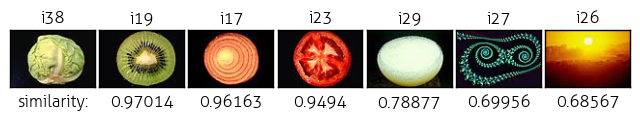 i38 i19 i17 i23 i29 i27 i26
similarity: 0.97014 0.96163 0.9494 0.78877 0.69956 0.68567